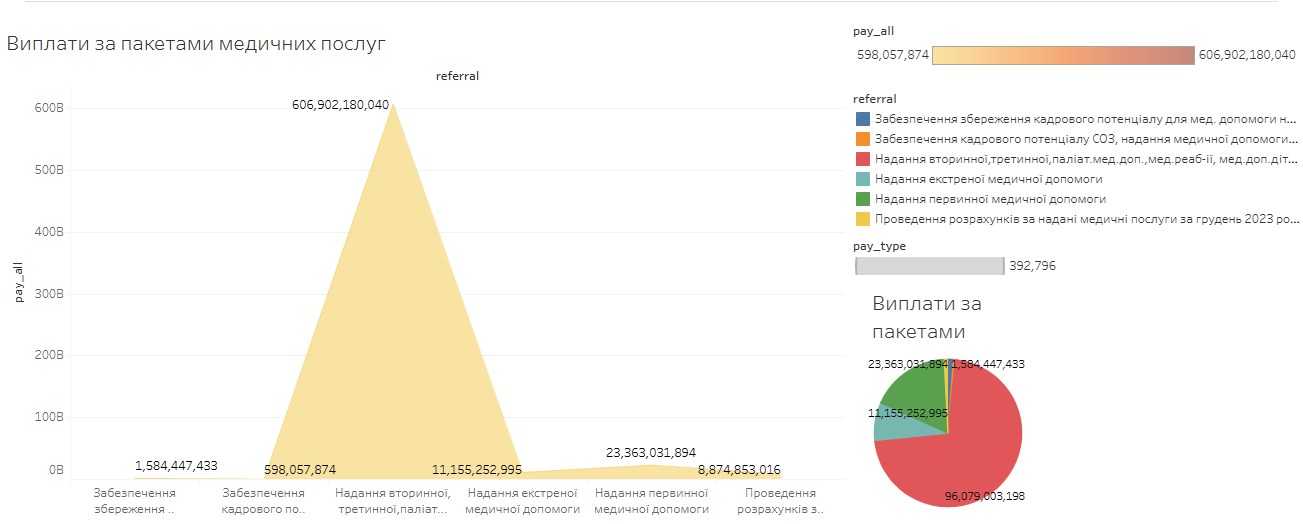 Виплати за пакетами медичних послуг
referral
pay_all
600B
500B
400B
300B
200B
100B
0B
606,902,180,040
1,584,447,433
598,057,874
11,155,252,995
23,363,031,894
8,874,853,016
Забезпечення
збереження ..
Забезпечення
кадрового по..
Надання вторинної,
третинної,паліат..
Надання екстреної
медичної допомоги
Надання первинної
медичної допомоги
Проведення
розрахунків з..
pay_all
598,057,874
606,902,180,040
referral
Забезпечення збереження кадрового потенціалу для мед. допомоги н...
Забезпечення кадрового потенціалу СОЗ, надання медичної допомоги...
Надання вторинної,третинної,паліат.мед.доп.,мед.реаб-ії, мед.доп.діт...
Надання екстреної медичної допомоги
Надання первинної медичної допомоги
Проведення розрахунків за надані медичні послуги за грудень 2023 ро...
pay_type
392,796
Виплати за
пакетами
23,363,031,894
1,584,447,433
11,155,252,995
96,079,003,198